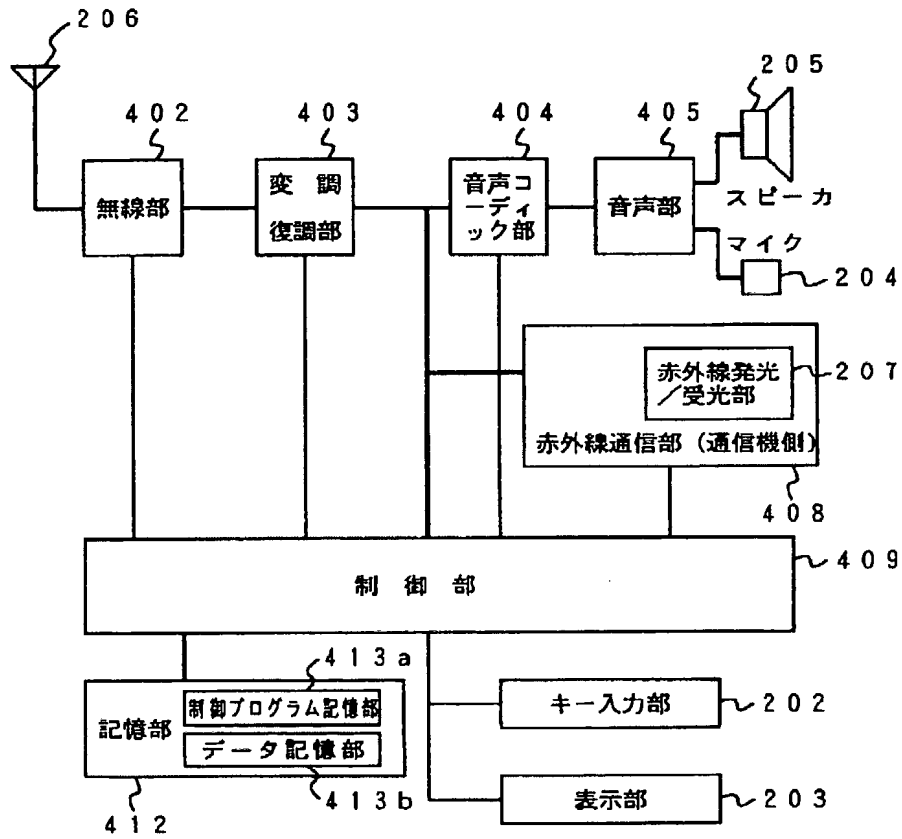 206
402
403
404
405
205
無線部
変調
復調部
音声コ
ーディ
ック部
音声部
スピーカ
マイク
204
赤外線発光
／受光部
207
赤外線通信部（通信機側）
408
制御部
409
413a
記憶部
制御プログラム記憶部
データ記憶部
413b
412
キー入力部
202
表示部
203